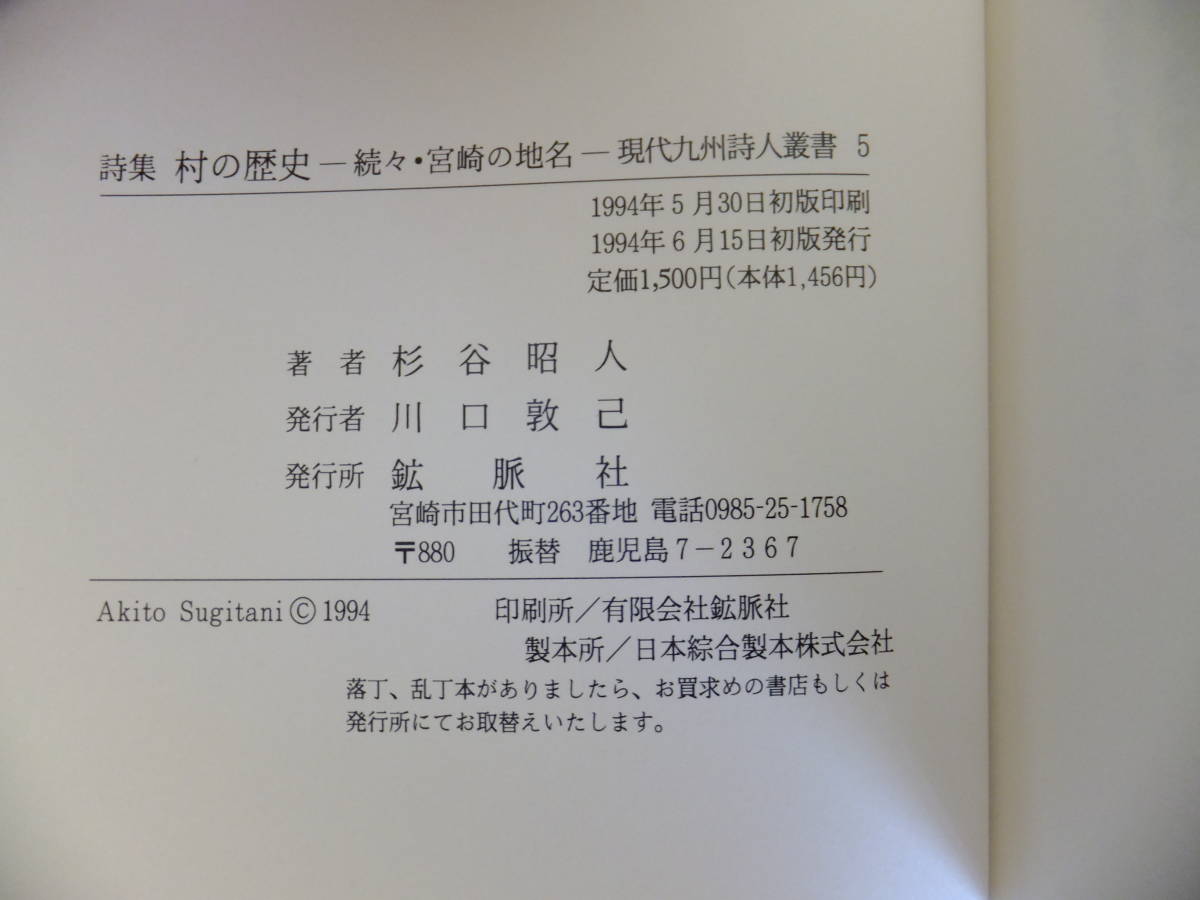 詩集 村の歴史―続々・宮崎の地名―現代九州詩人叢書 5
1994年5月30日初版印刷
1994年6月15日初版発行
定価1,500円(本体1,456円)
著者 杉谷昭人
発行者 川口敦己
発行所 鉱脈社
宮崎市田代町263番地 電話0985-25-1758
〒880 振替 鹿児島7-2367
Akito Sugitani©1994 印刷所/有限会社鉱脈社
製本所/日本綜合製本株式会社
落丁、乱丁本がありましたら、お買求めの書店もしくは
発行所にてお取替えいたします。